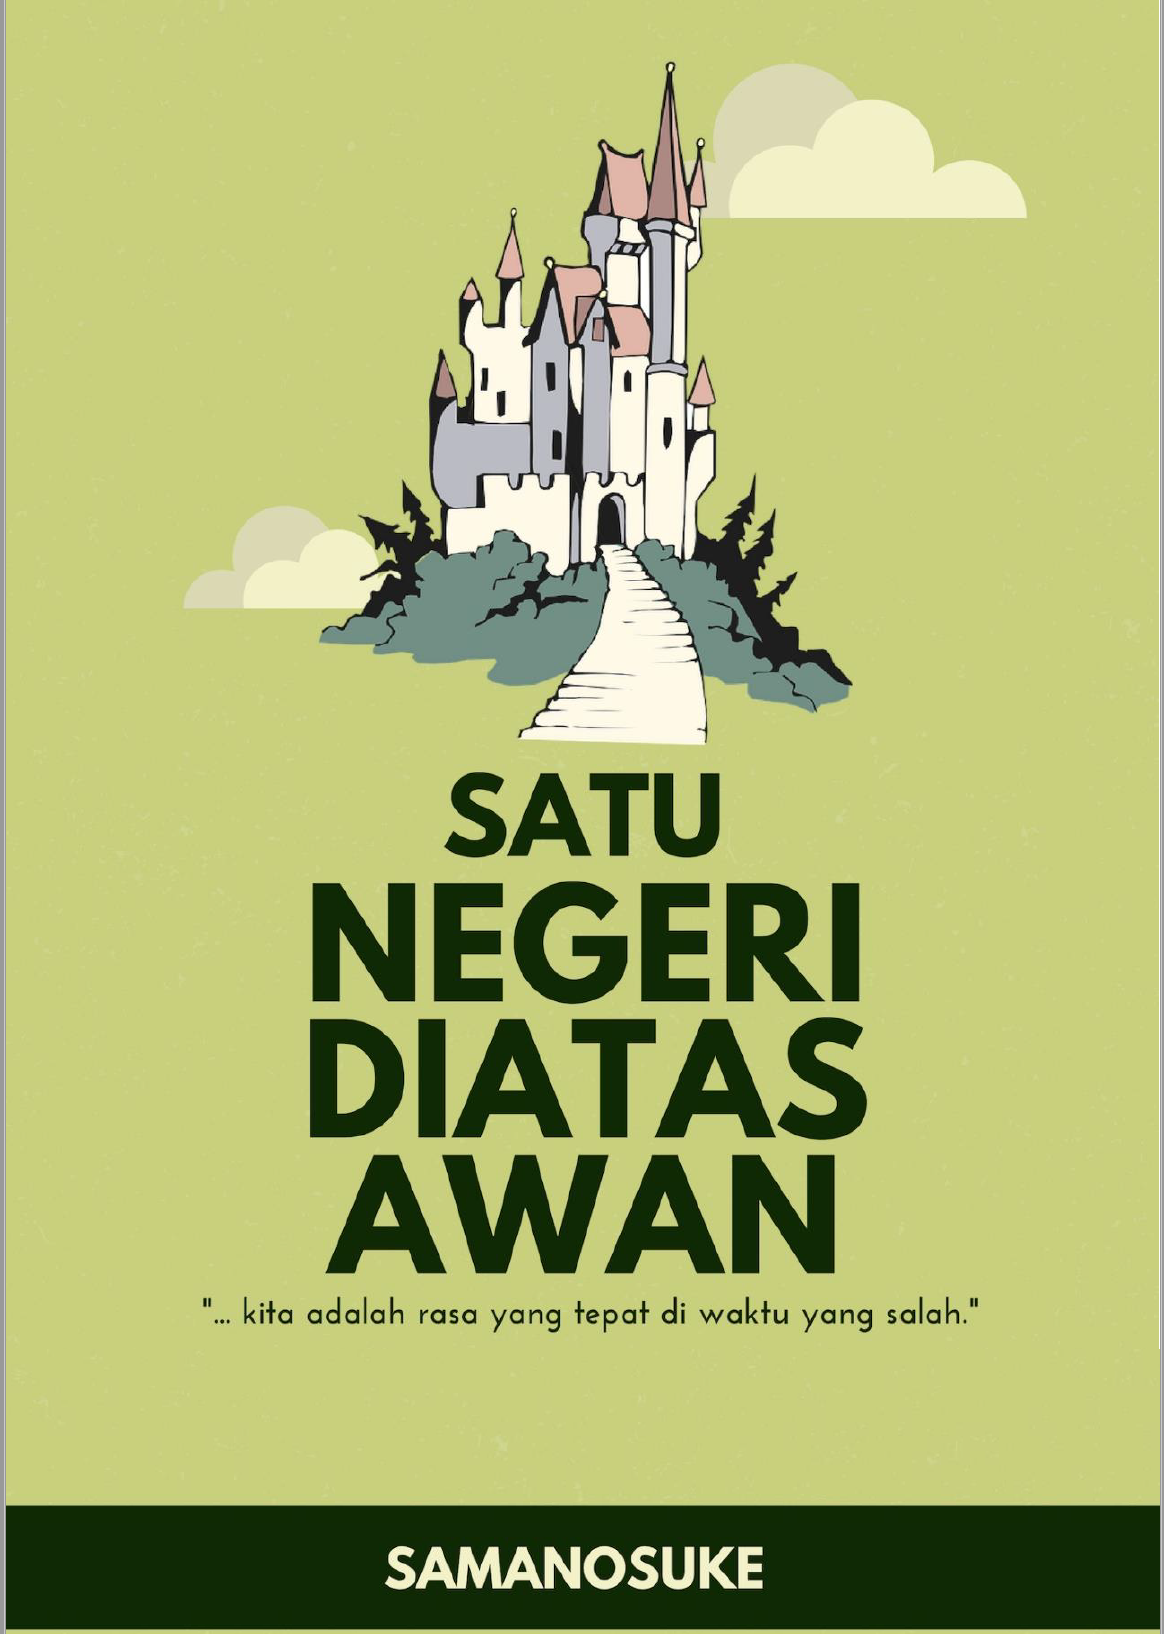 SATU
NEGERI
DIATAS
AWAN
"... kita adalah rasa yang tepat di waktu yang salah."
SAMANOSUKE